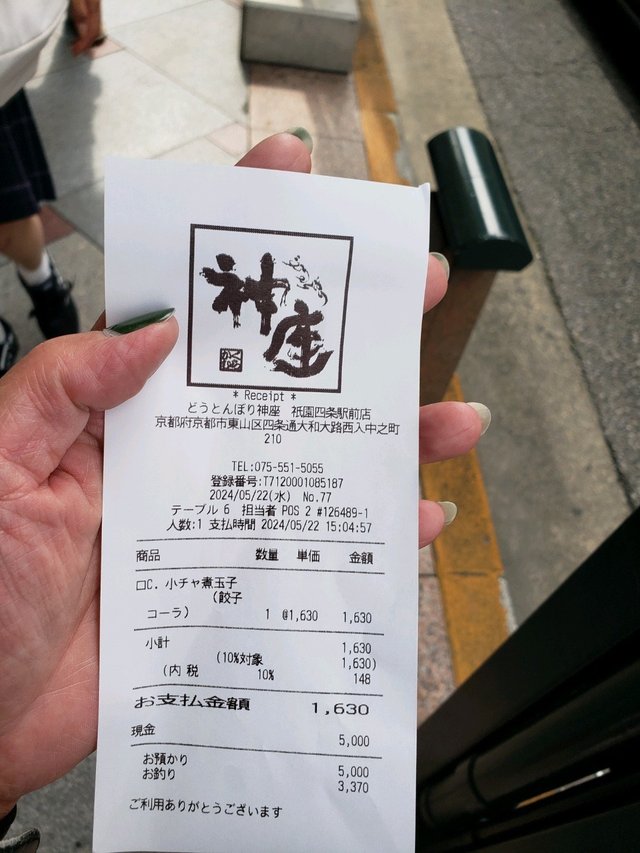 神座
* Receipt *
どうとんぼり神座 祇園四条駅前店
京都府京都市東山区四条通大和大路西入中之町
210
TEL:075-551-5055
登録番号:T7120001085187
2024/05/22(水) No.77
テーブル 6 担当者 POS 2 #126489-1
人数:1 支払時間 2024/05/22 15:04:57
商品 数量 単価 金額
□C. 小チャ煮玉子
(餃子
コーラ) 1 @1,630 1,630
小計 1,630
(10%対象 1,630)
(内 税 10% 148
お支払金額 1,630
現金 5,000
お預かり 5,000
お釣り 3,370
ご利用ありがとうございます